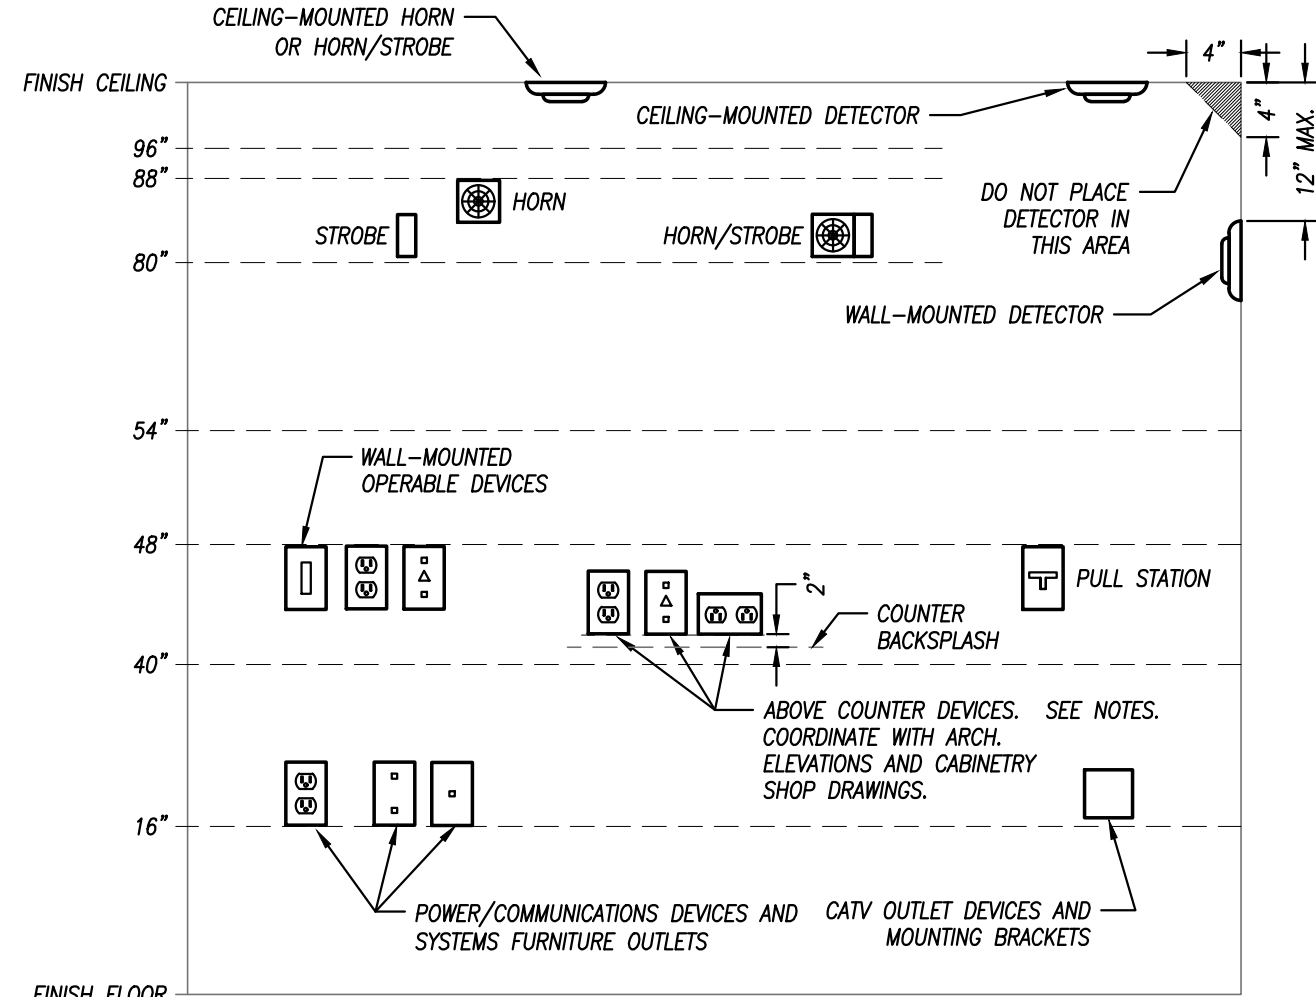 CEILING-MOUNTED HORN
OR HORN/STROBE
4"
FINISH CEILING
CEILING-MOUNTED DETECTOR
4"
12" MAX.
96"
88"
DO NOT PLACE
DETECTOR IN
THIS AREA
HORN
STROBE
HORN/STROBE
80"
WALL-MOUNTED DETECTOR
54"
WALL-MOUNTED
OPERABLE DEVICES
48"
2"
PULL STATION
COUNTER
BACKSPLASH
40"
ABOVE COUNTER DEVICES. SEE NOTES.
COORDINATE WITH ARCH.
ELEVATIONS AND CABINETRY
SHOP DRAWINGS.
16"
POWER/COMMUNICATIONS DEVICES AND
SYSTEMS FURNITURE OUTLETS
CATV OUTLET DEVICES AND
MOUNTING BRACKETS
FINISH FLOOR